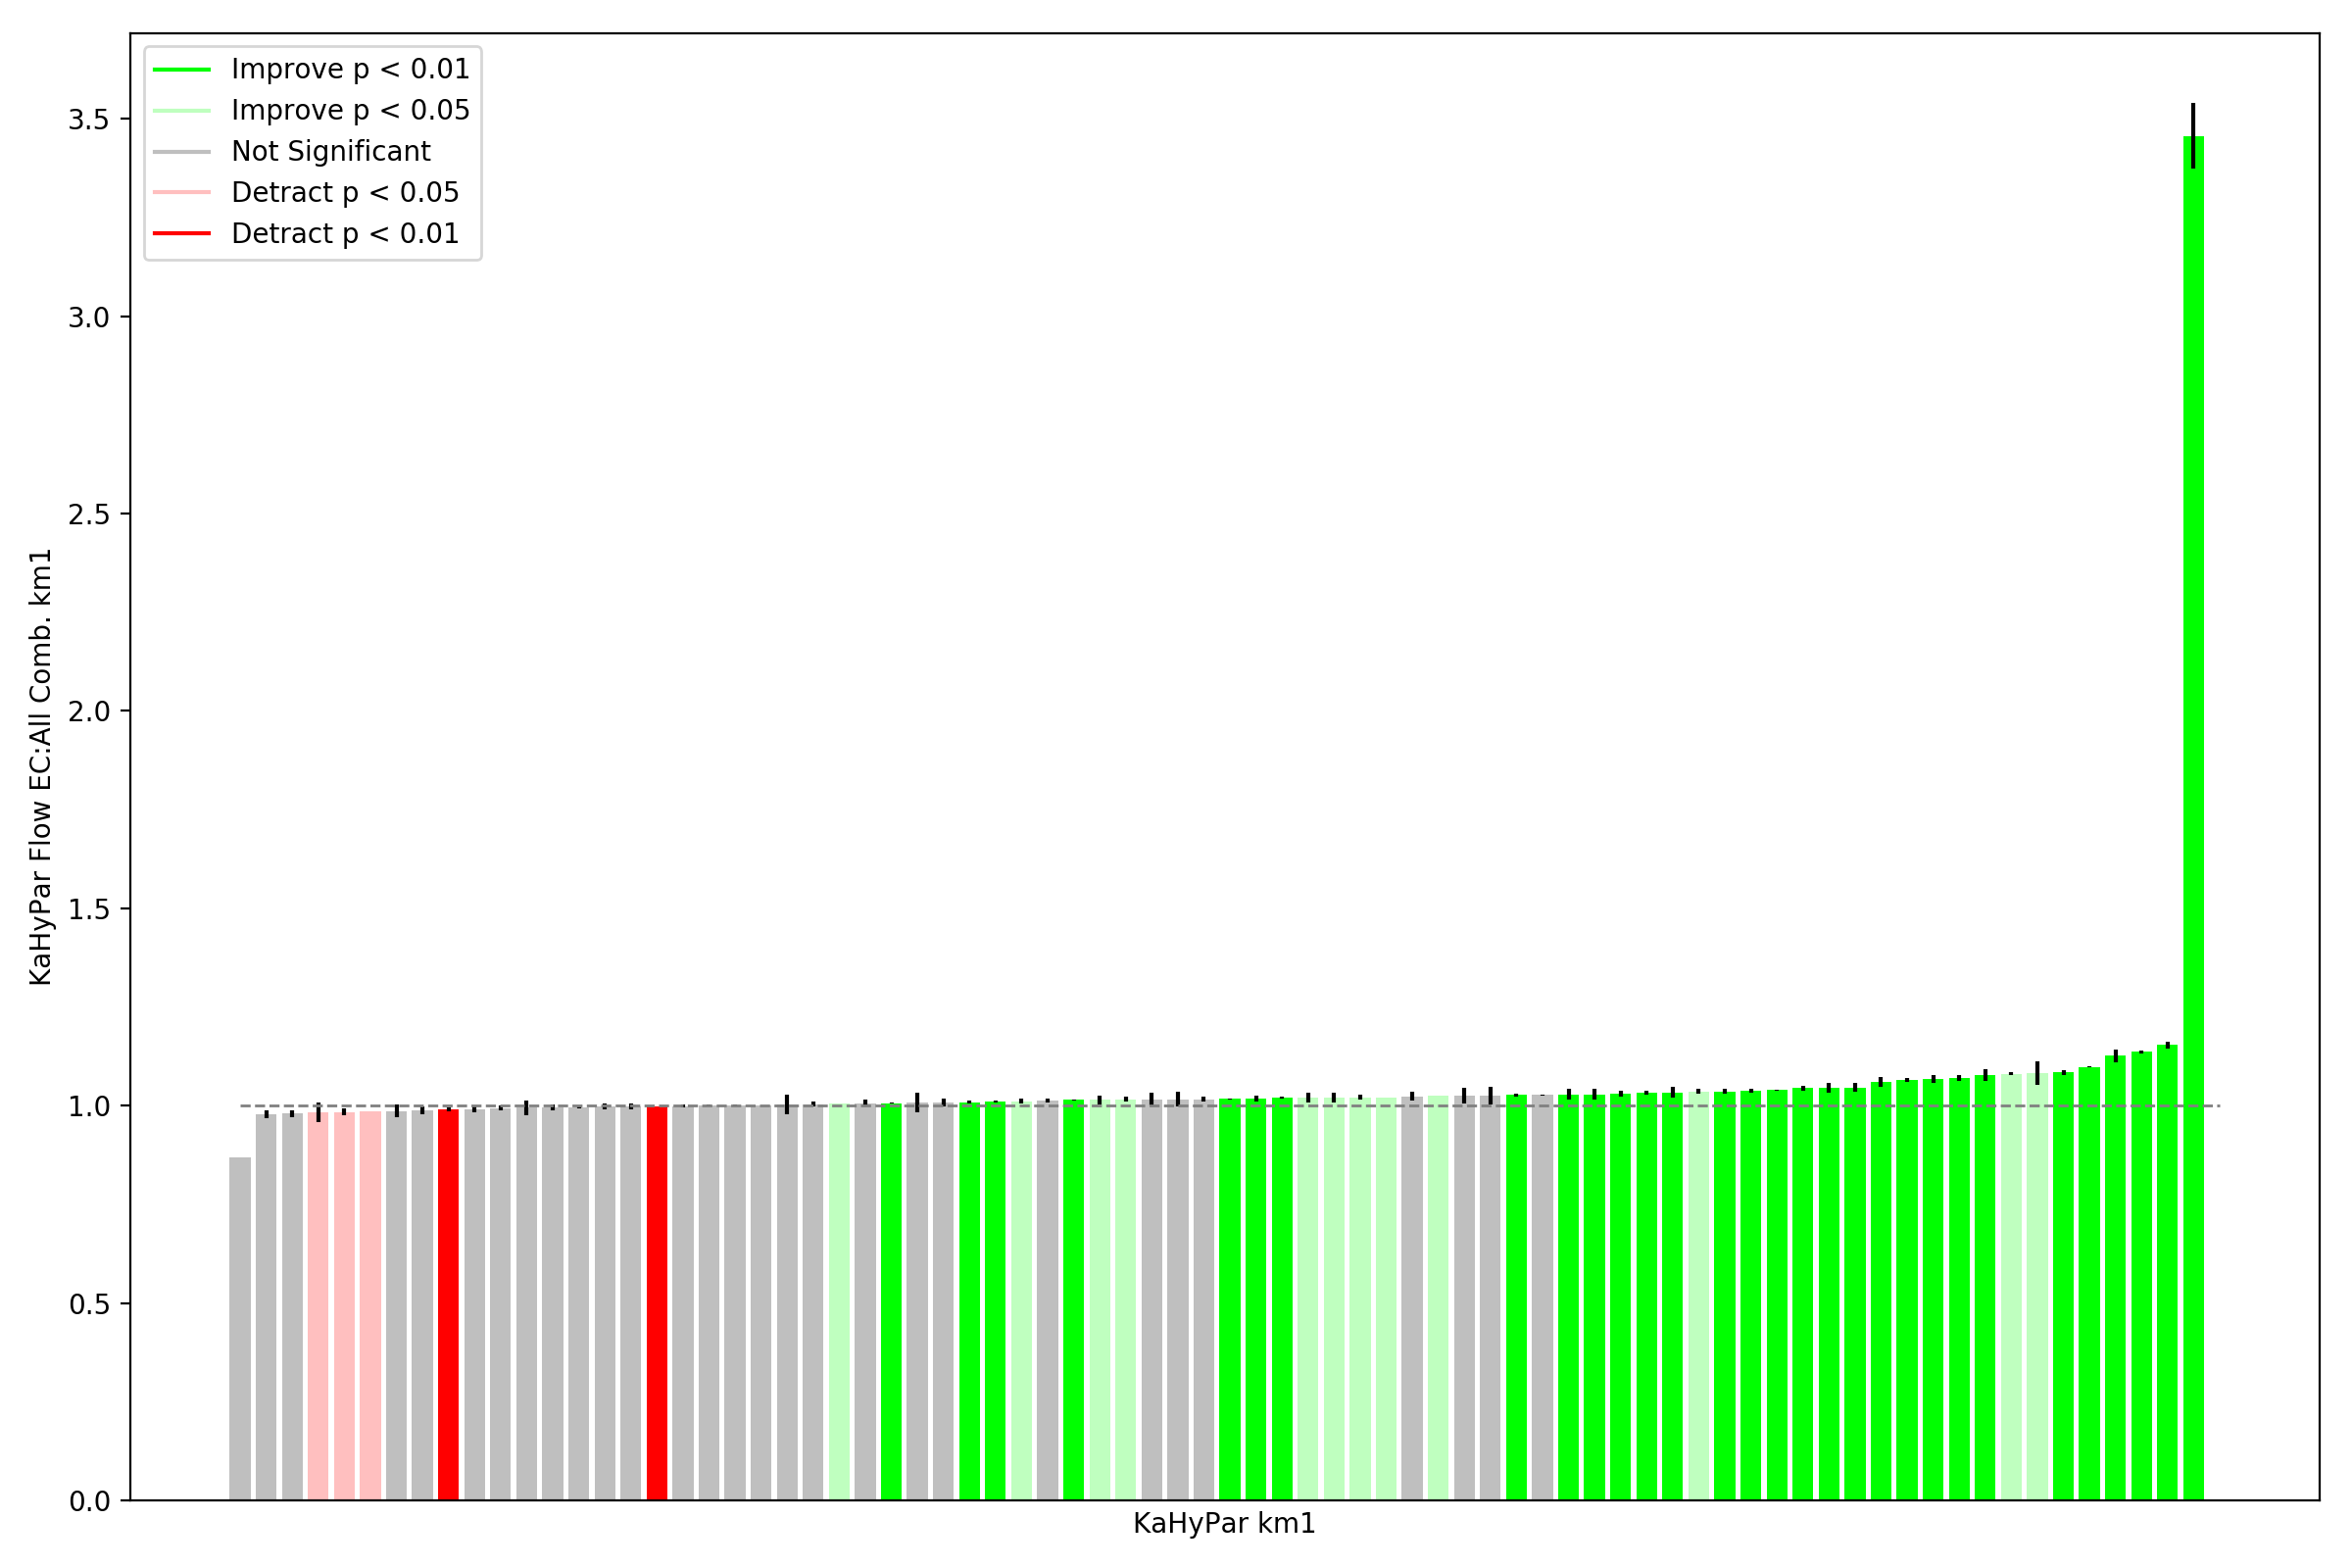 Improve p < 0.01
Improve p < 0.05
Not Significant
Detract p < 0.05
Detract p < 0.01
3.5
3.0
2.5
2.0
1.5
1.0
0.5
0.0
KaHyPar Flow EC:All Comb. km1
KaHyPar km1